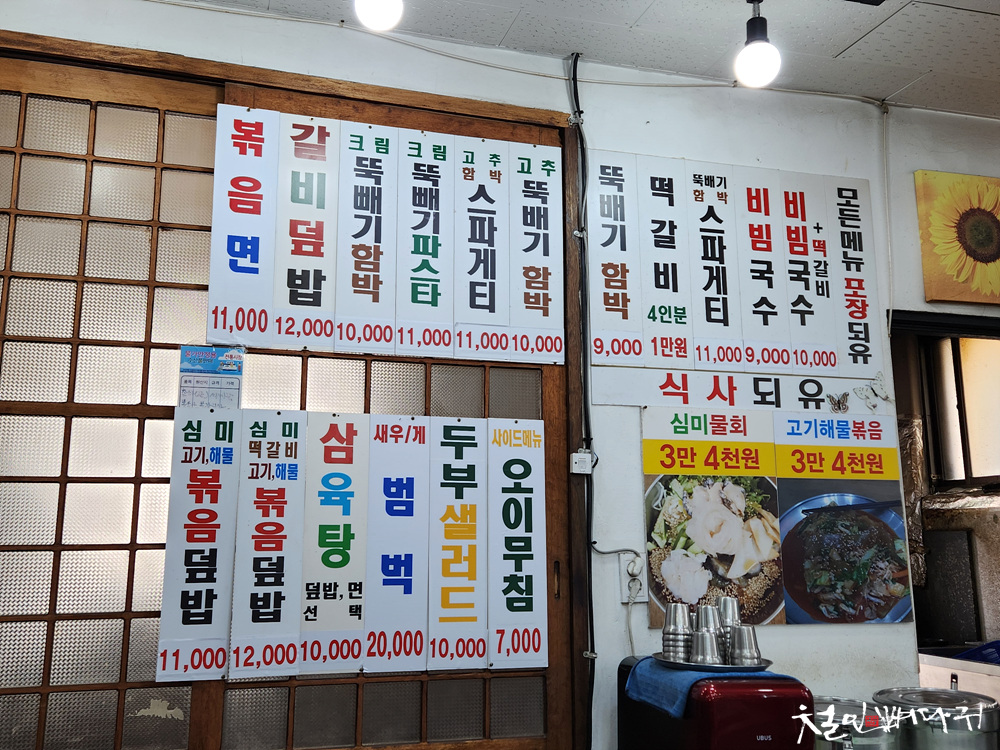 볶음면
11,000
갈비덮밥
12,000
크림
뚝빼기함박
10,000
크림
뚝빼기파스타
11,000
고추
함박
스파게티
11,000
고추
뚝배기함박
10,000
뚝배기함박
9,000
떡갈비
4인분
1만원
뚝배기
함박
스파게티
11,000
비빔국수
9,000
비빔국수
+떡갈비
10,000
모든메뉴 포장되유
식사되유
심미물회
3만 4천원
고기해물볶음
3만 4천원
심미
고기,해물
볶음덮밥
11,000
심미
떡갈비
고기,해물
볶음덮밥
12,000
삼육탕
덮밥,면
선택
10,000
새우/게
범벅
20,000
두부샐러드
10,000
사이드메뉴
오이무침
7,000
UBUS
철민뼈따귀